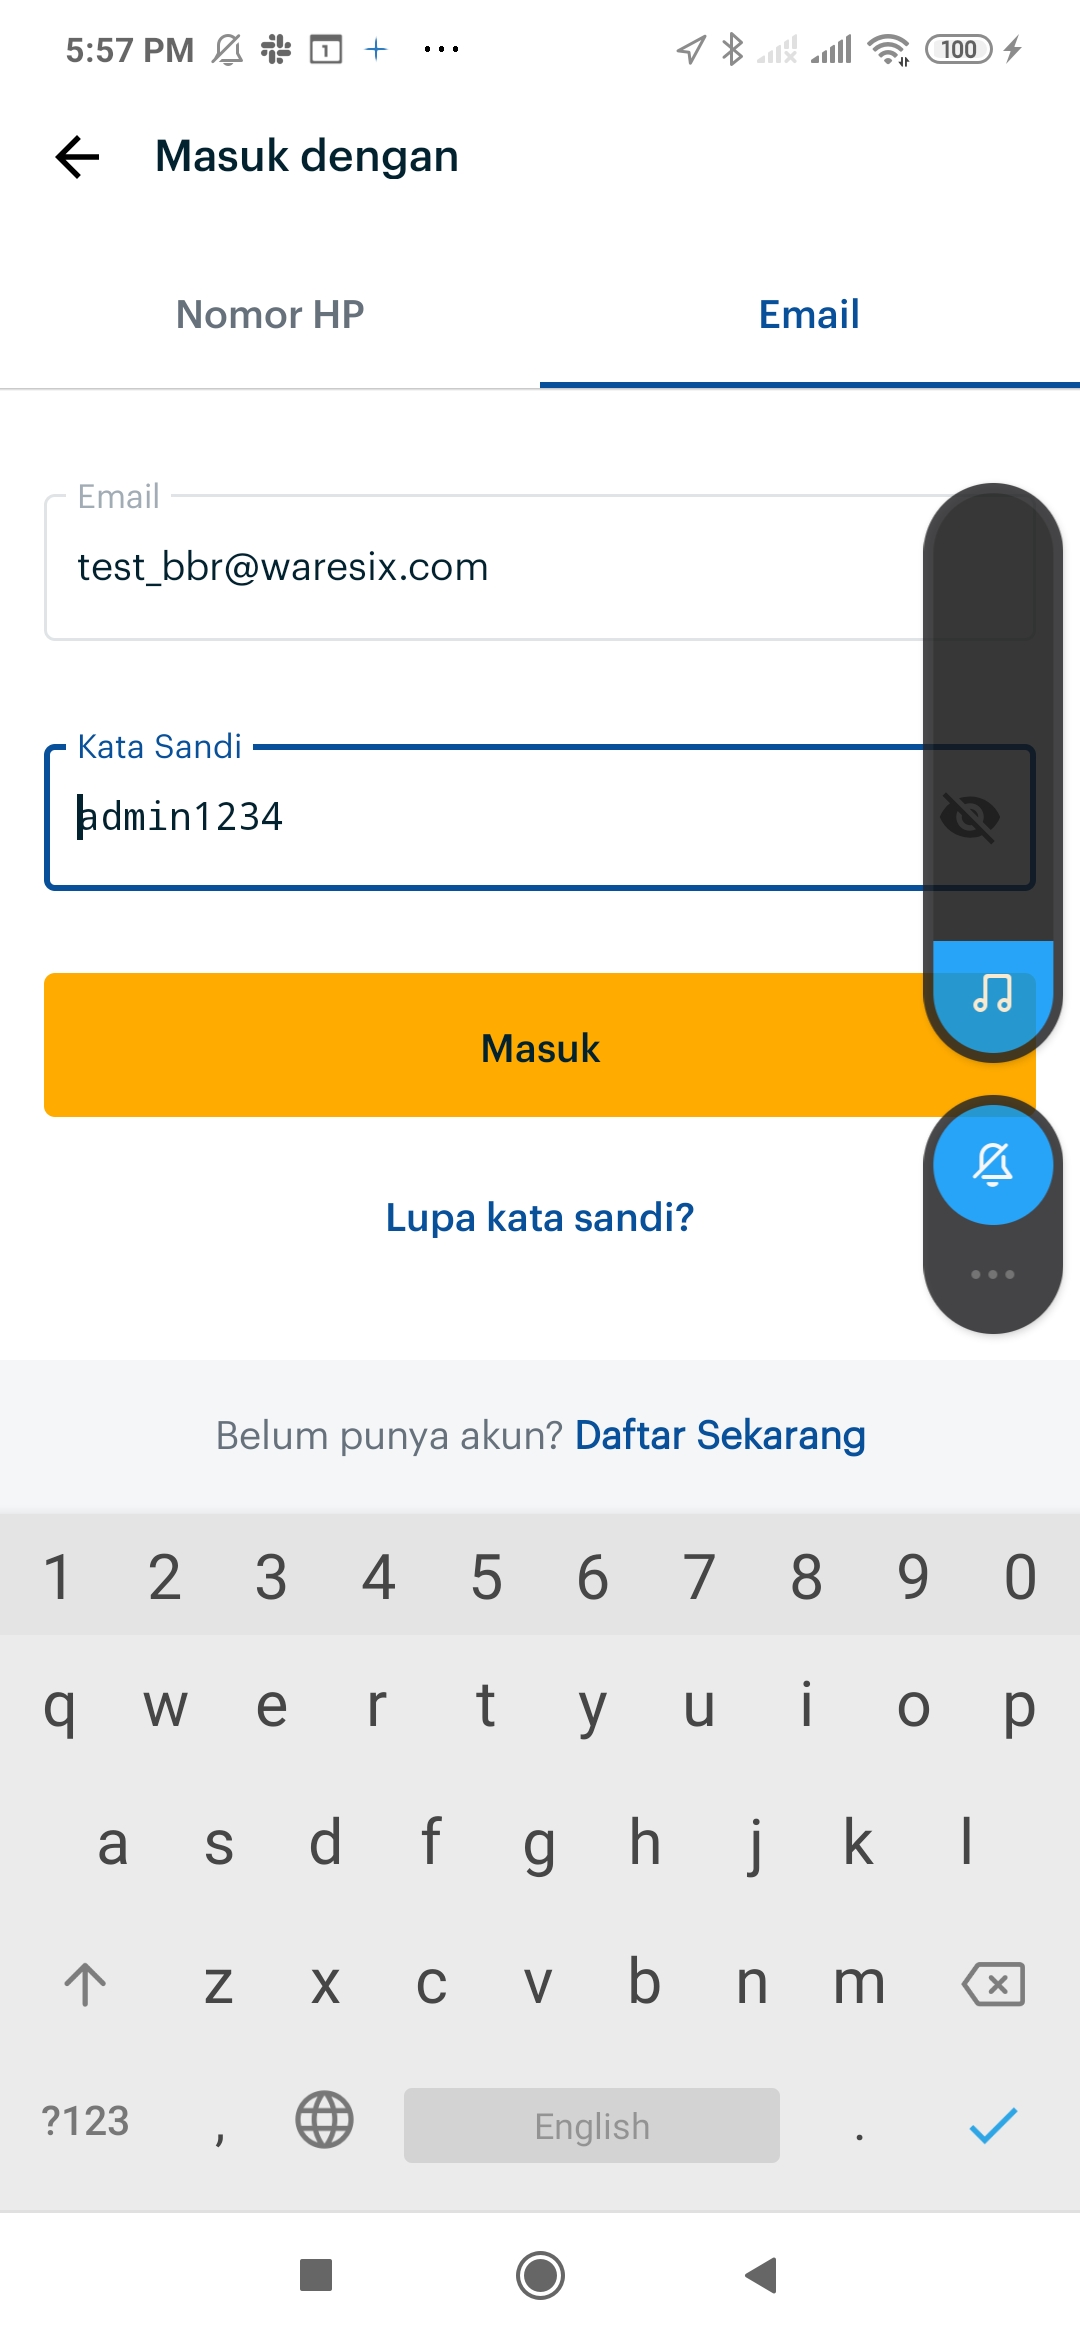 5:57 PM 1 100
Masuk dengan
Nomor HP Email
Email
test_bbr@waresix.com
Kata Sandi
admin1234
Masuk
Lupa kata sandi?
Belum punya akun? Daftar Sekarang
1 2 3 4 5 6 7 8 9 0
q w e r t y u i o p
a s d f g h j k l
z x c v b n m
?123 , English .